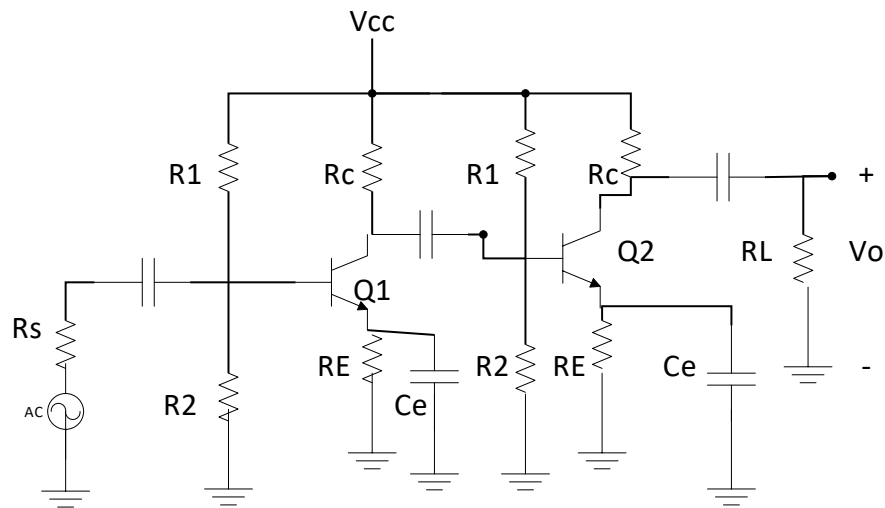 Vcc
R1
Rc
R1
Rc
+
Q2
RL
Vo
Q1
Rs
RE
R2
RE
Ce
-
AC
R2
Ce